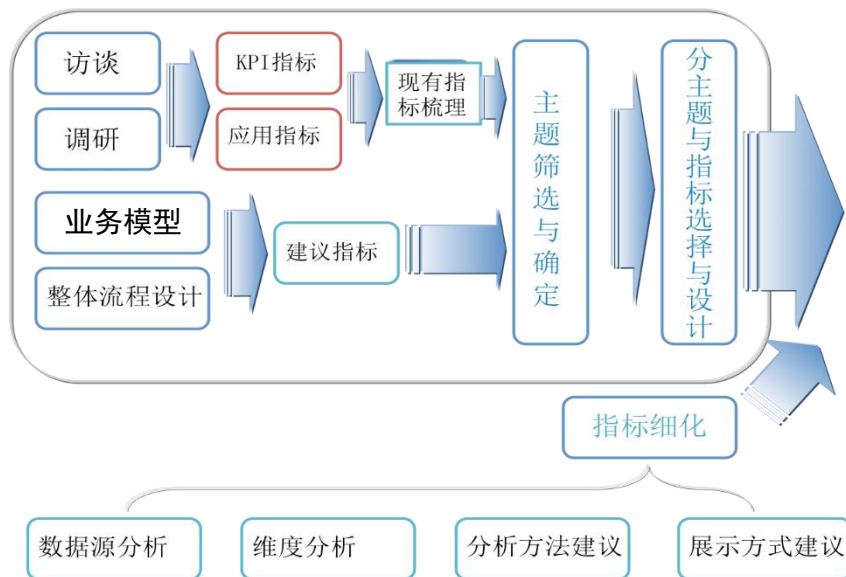 访谈
调研
KPI指标
应用指标
现有指
标梳理
业务模型
整体流程设计
建议指标
主题筛选与确定
分主题与指标选择与设计
指标细化
数据源分析
维度分析
分析方法建议
展示方式建议